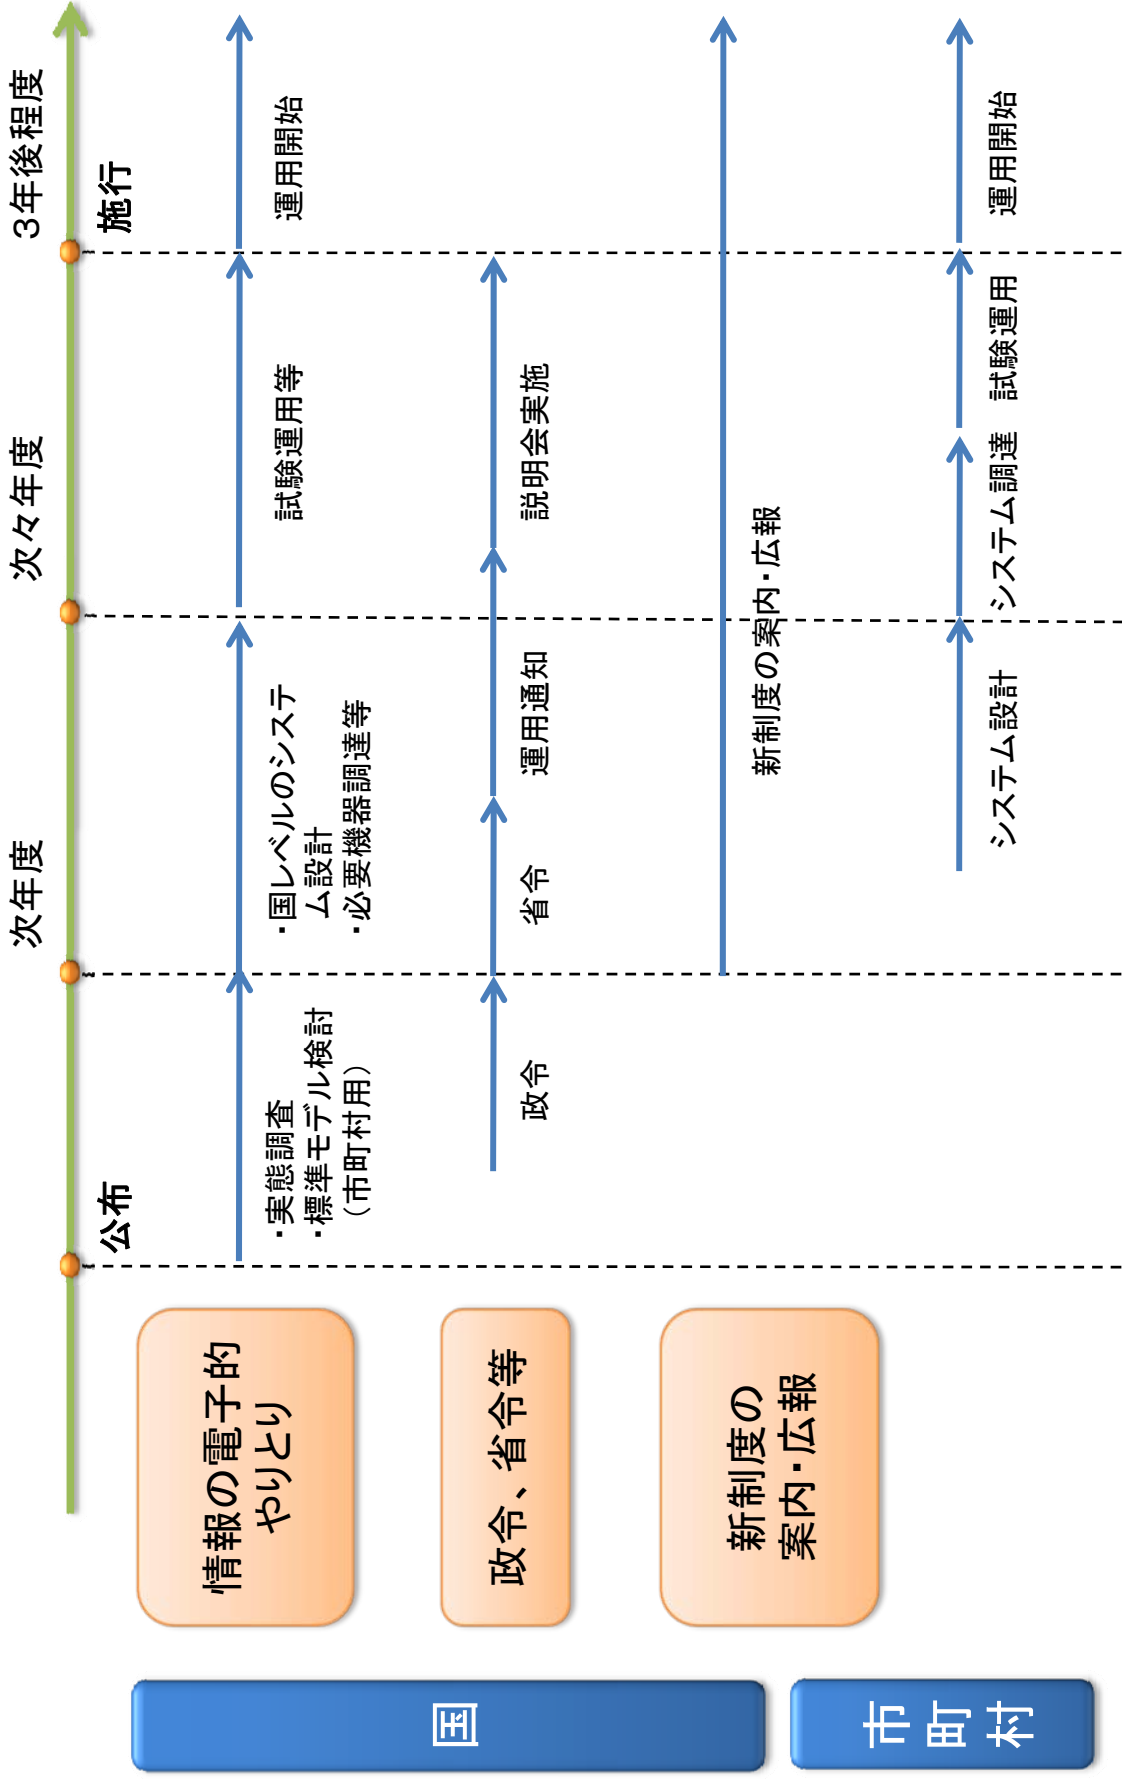 次年度
次々年度
３年後程度
公布
施行
国
情報の電子的
やりとり
・実態調査
・標準モデル検討
（市町村用）
・国レベルのシステ
ム設計
・必要機器調達等
試験運用等
運用開始
政令、省令等
政令
省令
運用通知
説明会実施
新制度の
案内・広報
新制度の案内・広報
市町村
システム設計
システム調達
試験運用
運用開始